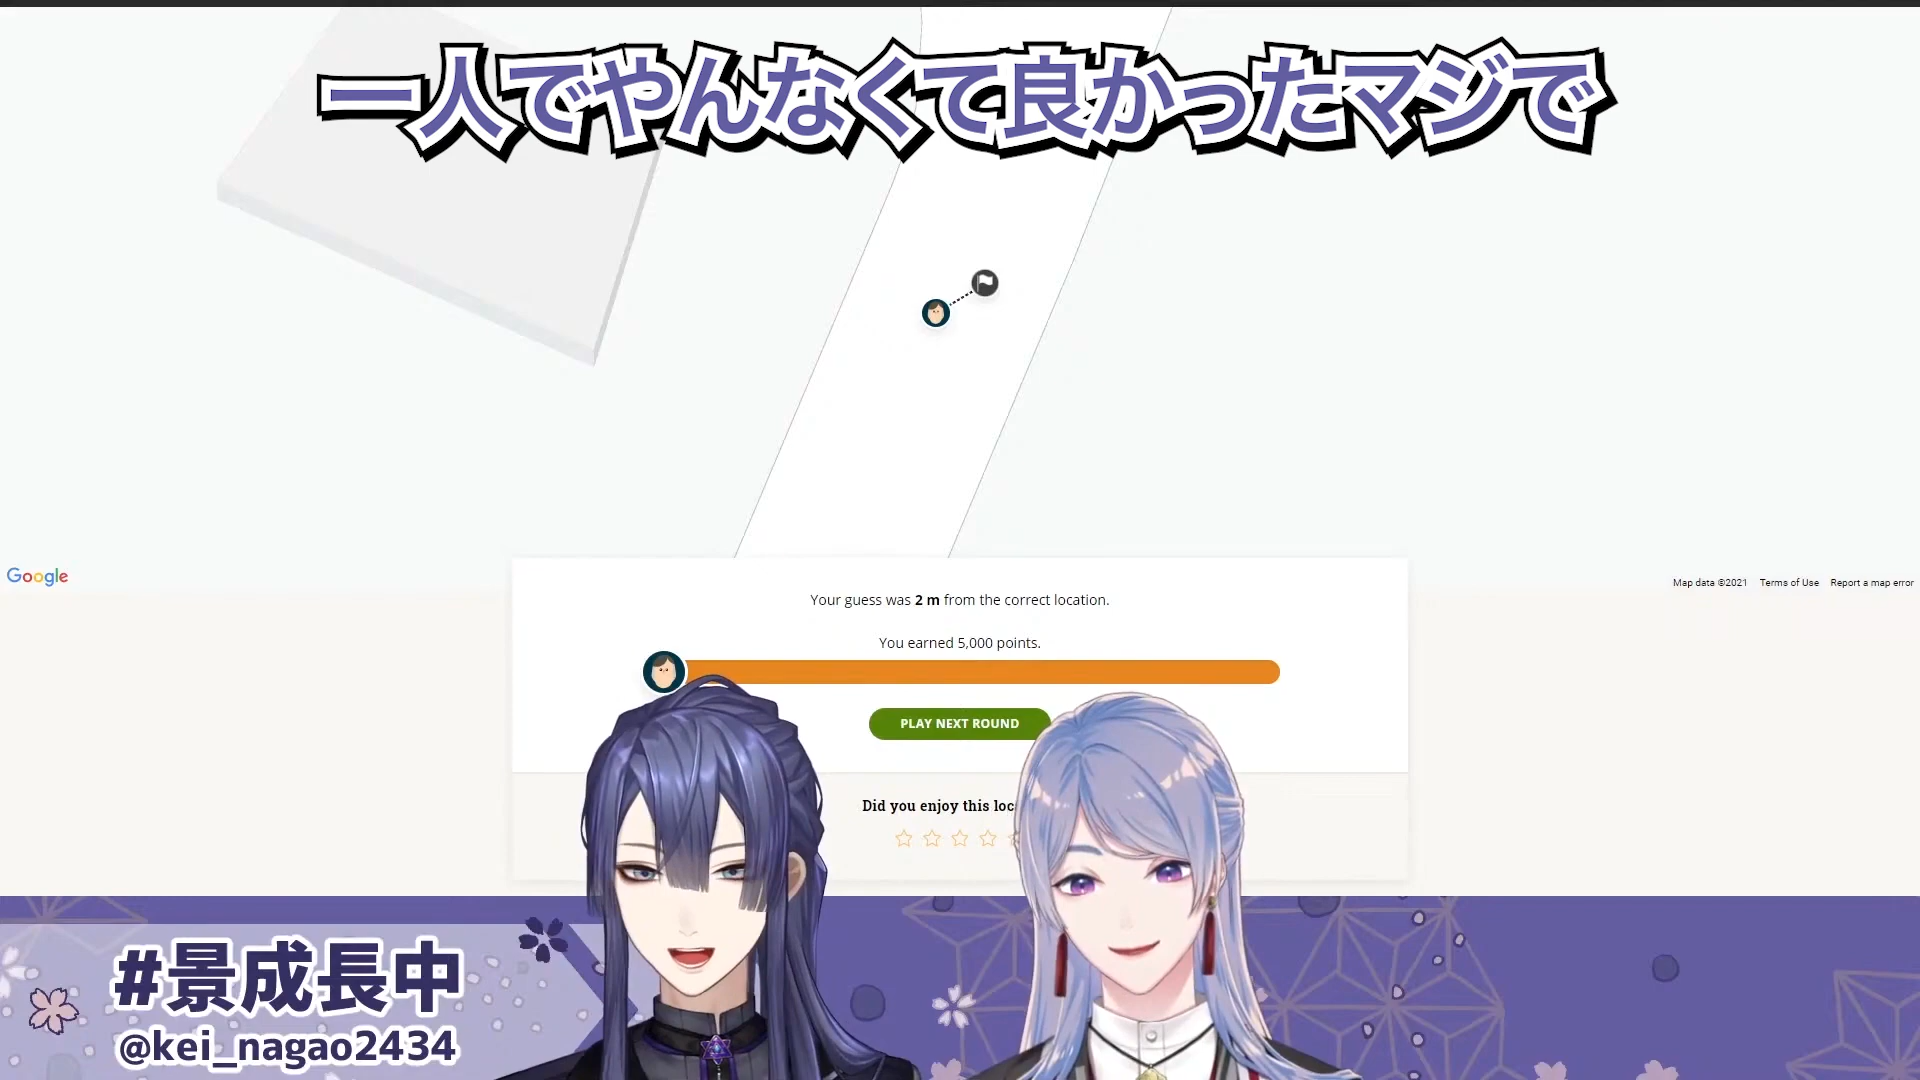 一人でやんなくて良かったマジで
Google
Map data ©2021 Terms of Use Report a map error
Your guess was 2 m from the correct location.
You earned 5,000 points.
PLAY NEXT ROUND
Did you enjoy this
#景成長中
@kei_nagao2434